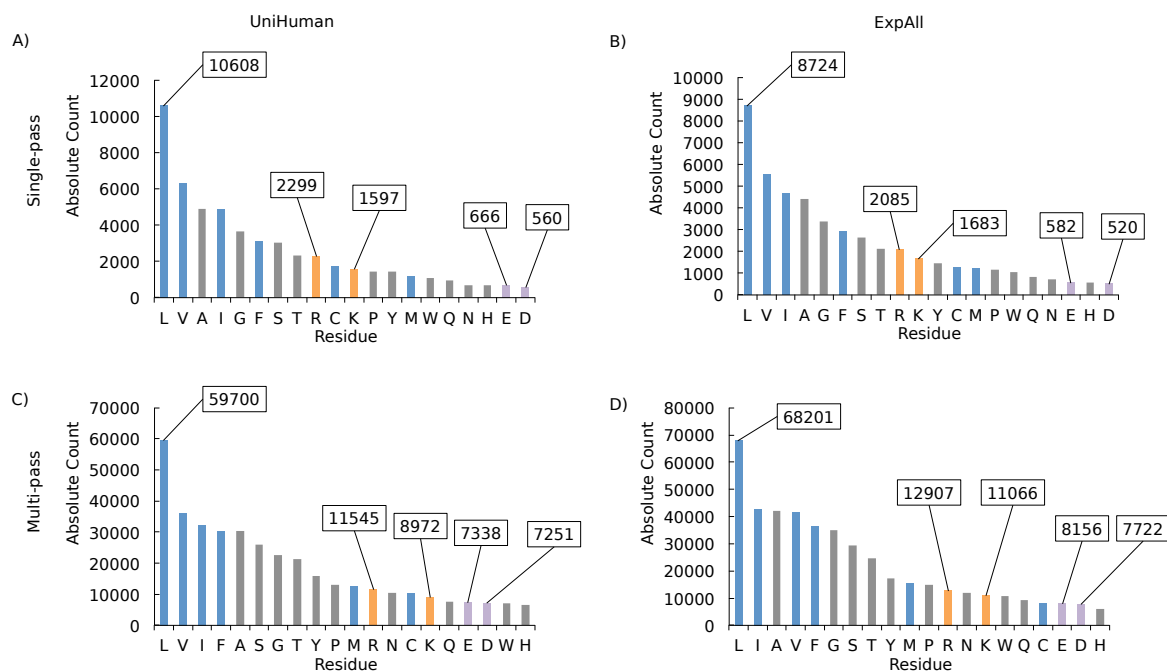 UniHuman
ExpAll
A)
Single-pass
Absolute Count
12000
10000
8000
6000
4000
2000
0
10608
2299
1597
666
560
L V A I G F S T R C K P Y M W Q N H E D
Residue
B)
Absolute Count
10000
9000
8000
7000
6000
5000
4000
3000
2000
1000
0
8724
2085
1683
582
520
L V I A G F S T R K Y C M P W Q N E H D
Residue
C)
Multi-pass
Absolute Count
70000
60000
50000
40000
30000
20000
10000
0
59700
11545
8972
7338
7251
L V I F A S G T Y P M R N C K Q E D W H
Residue
D)
Absolute Count
80000
70000
60000
50000
40000
30000
20000
10000
0
68201
12907
11066
8156
7722
L I A V F G S T Y M P R N K W Q C E D H
Residue